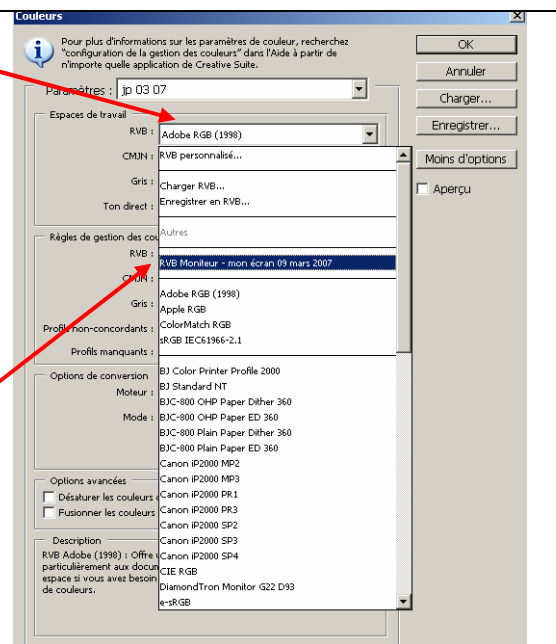 Couleurs
Pour plus d'informations sur les paramètres de couleur, recherchez
"configuration de la gestion des couleurs" dans l'Aide à partir de
n'importe quelle application de Creative Suite.
OK
Annuler
Charger...
Enregistrer...
Moins d'options
Aperçu
Paramètres : jp 03 07
Espaces de travail
RVB : Adobe RGB (1998)
CMJN :
Gris :
Ton direct :
RVB personnalisé...
Charger RVB...
Enregistrer en RVB...
Autres
RVB Moniteur - mon écran 09 mars 2007
Adobe RGB (1998)
Apple RGB
ColorMatch RGB
sRGB IEC61966-2.1
BJ Color Printer Profile 2000
BJ Standard NT
BJC-800 OHP Paper Dither 360
BJC-800 OHP Paper ED 360
BJC-800 Plain Paper Dither 360
BJC-800 Plain Paper ED 360
Canon iP2000 MP2
Canon iP2000 MP3
Canon iP2000 PR1
Canon iP2000 PR3
Canon iP2000 SP2
Canon iP2000 SP3
Canon iP2000 SP4
CIE RGB
DiamondTron Monitor G22 D93
e-sRGB
Règles de gestion des cou
RVB :
CMJN :
Gris :
Profils non-concordants :
Profils manquants :
Options de conversion
Moteur :
Mode :
Options avancées
Désaturer les couleurs
Fusionner les couleurs
Description
RVB Adobe (1998) : Offre
particulièrement aux docum
espace si vous avez besoin
de couleurs.